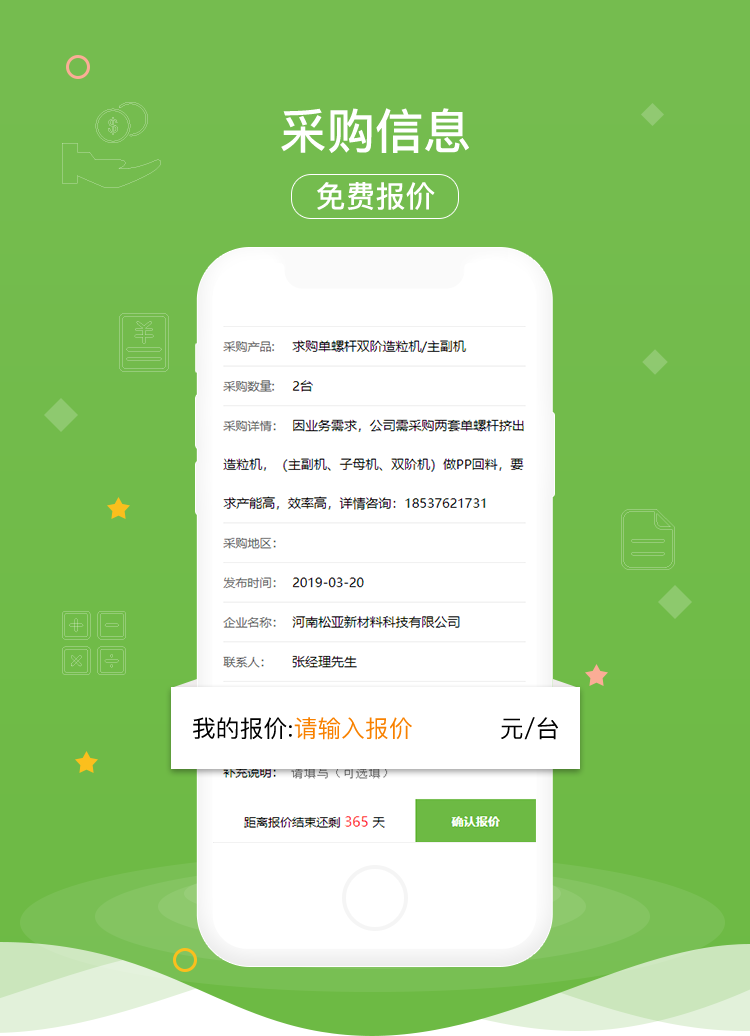 采购信息
免费报价
采购产品： 求购单螺杆双阶造粒机/主副机
采购数量： 2台
采购详情： 因业务需求，公司需采购两套单螺杆挤出
造粒机，（主副机、子母机、双阶机）做PP回料，要
求产能高，效率高，详情咨询：18537621731
采购地区：
发布时间： 2019-03-20
企业名称： 河南松亚新材料科技有限公司
联系人： 张经理先生
我的报价:请输入报价 元/台
补充说明： 请填写（可选填）
距离报价结束还剩 365 天
确认报价